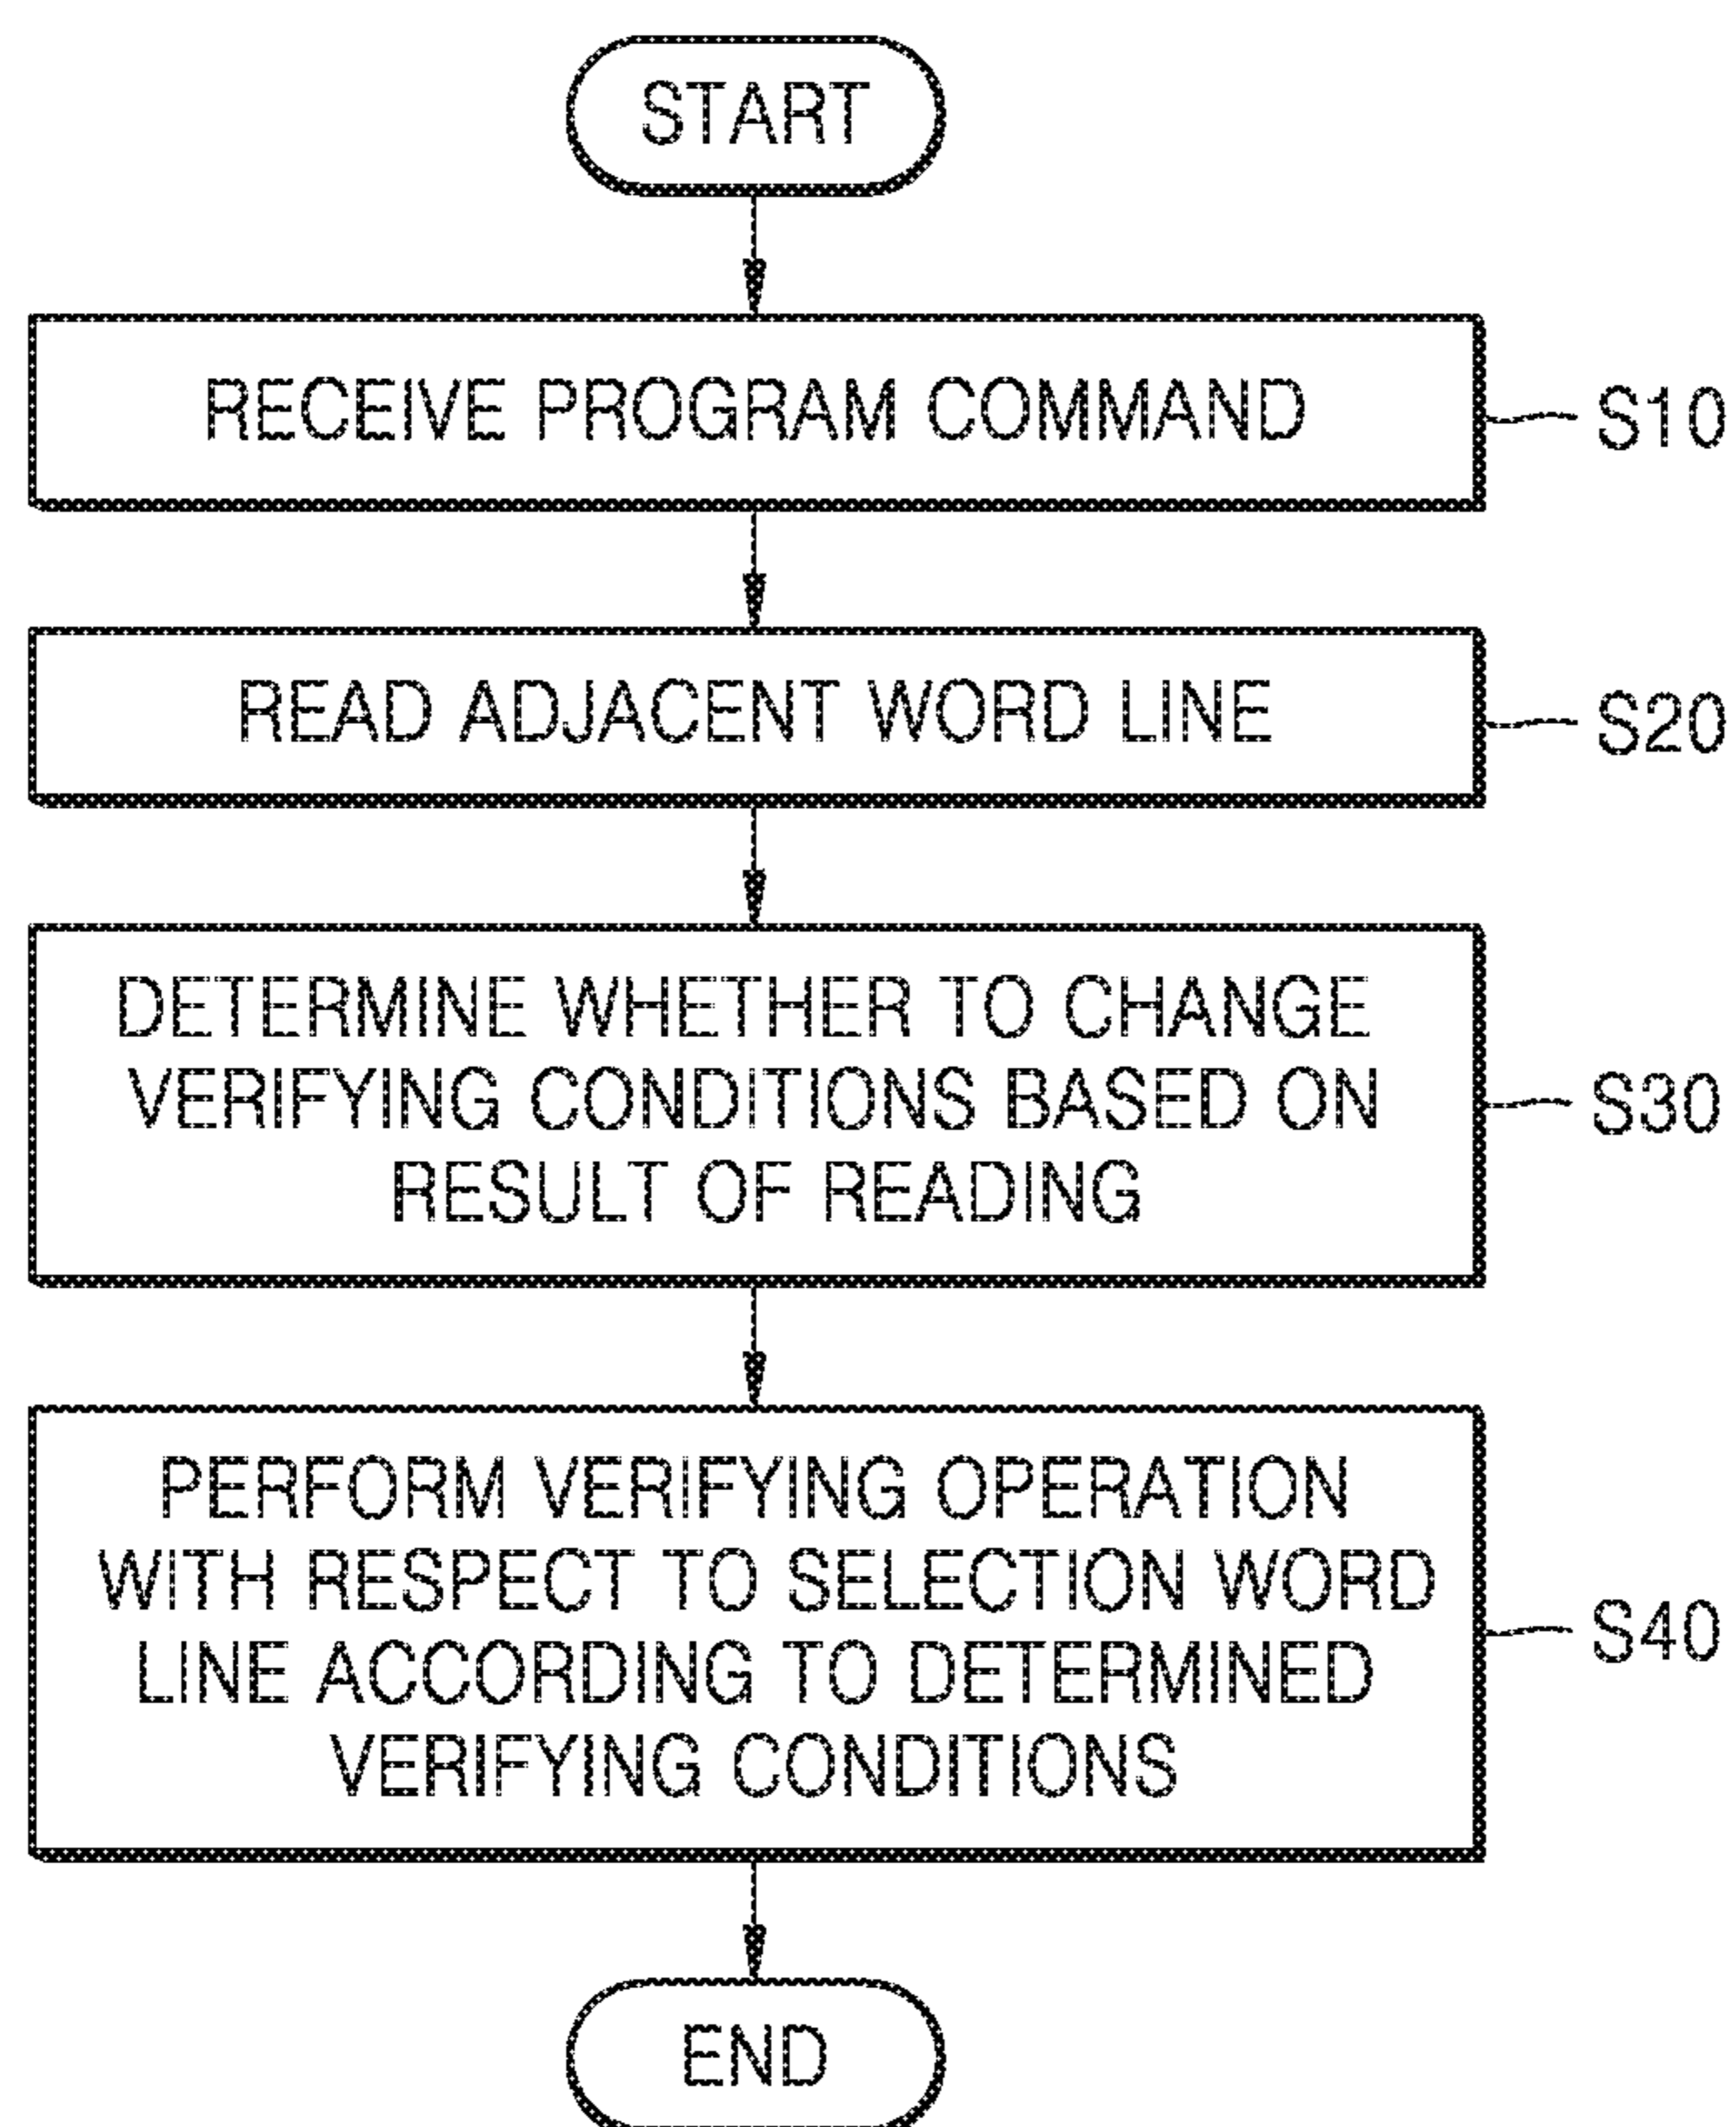 START
RECEIVE PROGRAM COMMAND
S10
READ ADJACENT WORD LINE
S20
DETERMINE WHETHER TO CHANGE
VERIFYING CONDITIONS BASED ON
RESULT OF READING
S30
PERFORM VERIFYING OPERATION
WITH RESPECT TO SELECTION WORD
LINE ACCORDING TO DETERMINED
VERIFYING CONDITIONS
S40
END